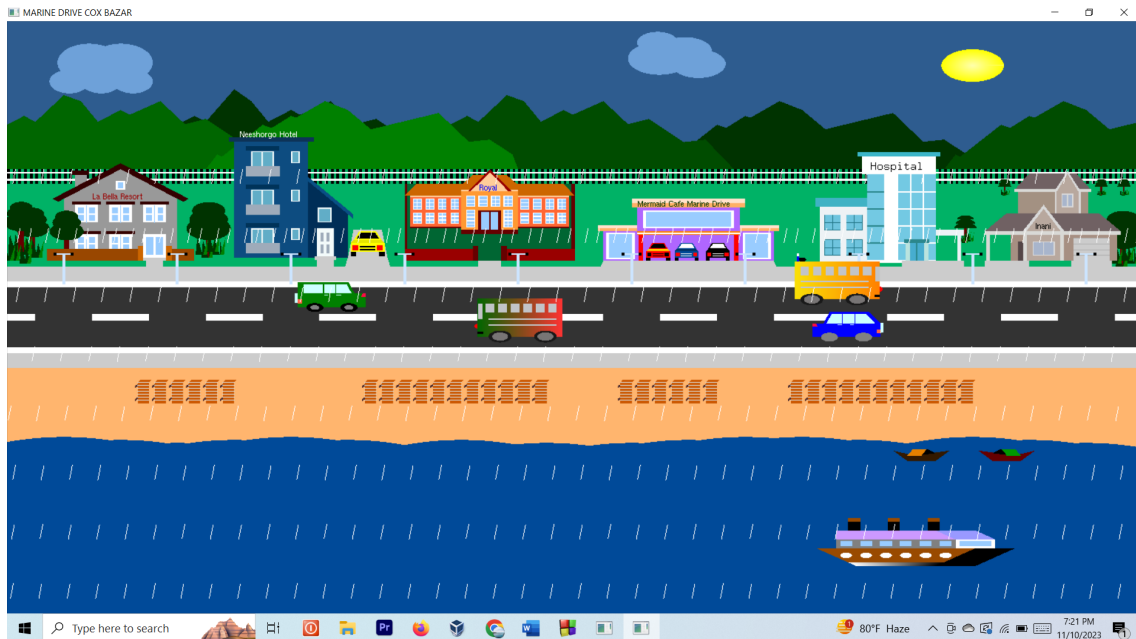 MARINE DRIVE COX BAZAR
Neeshorgo Hotel
Hospital
La Bella Resort
Royal
Mermaid Cafe Marine Drive
Inani
Type here to search
Pr
W
80°F Haze
7:21 PM
11/10/2023